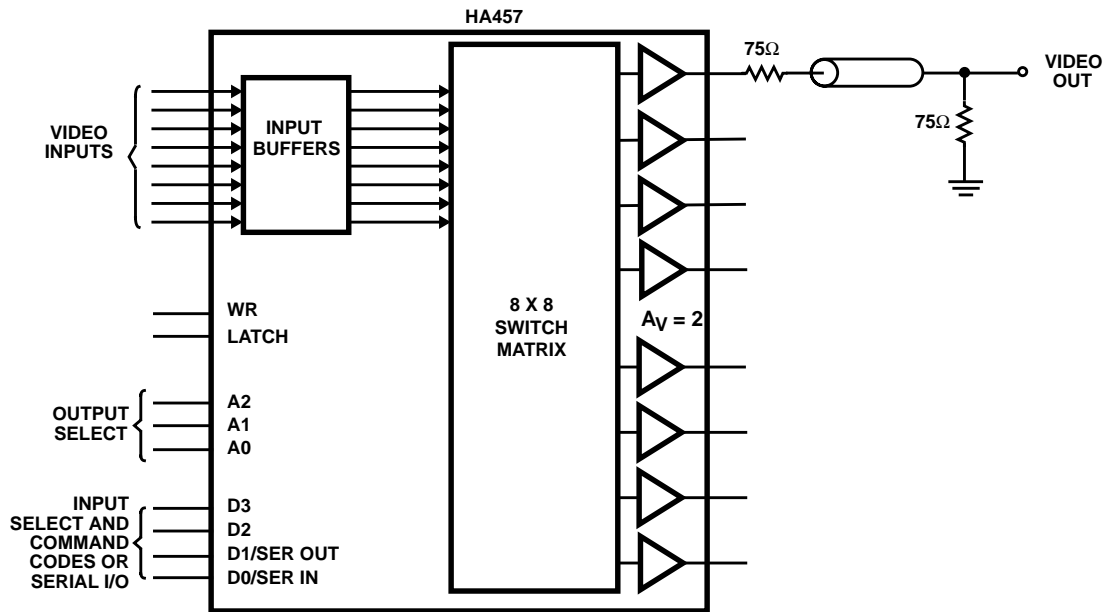 HA457
75Ω
VIDEO
OUT
75Ω
VIDEO
INPUTS
INPUT
BUFFERS
8 X 8
SWITCH
MATRIX
AV = 2
WR
LATCH
OUTPUT
SELECT
A2
A1
A0
INPUT
SELECT AND
COMMAND
CODES OR
SERIAL I/O
D3
D2
D1/SER OUT
D0/SER IN